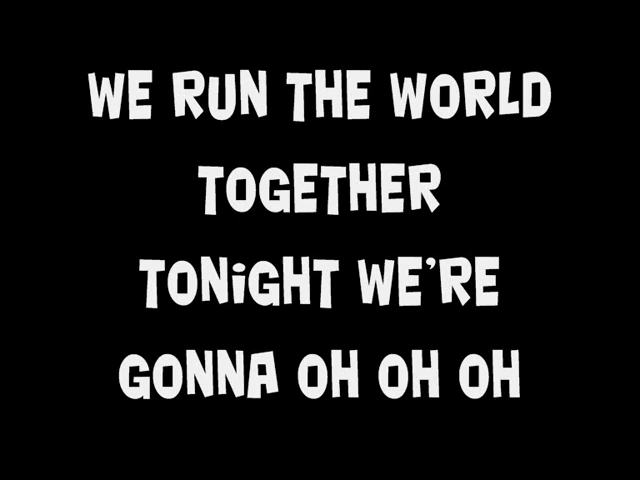 WE RUN THE WORLD
TOGETHER
TONiGHT WE'RE
GONNA OH OH OH